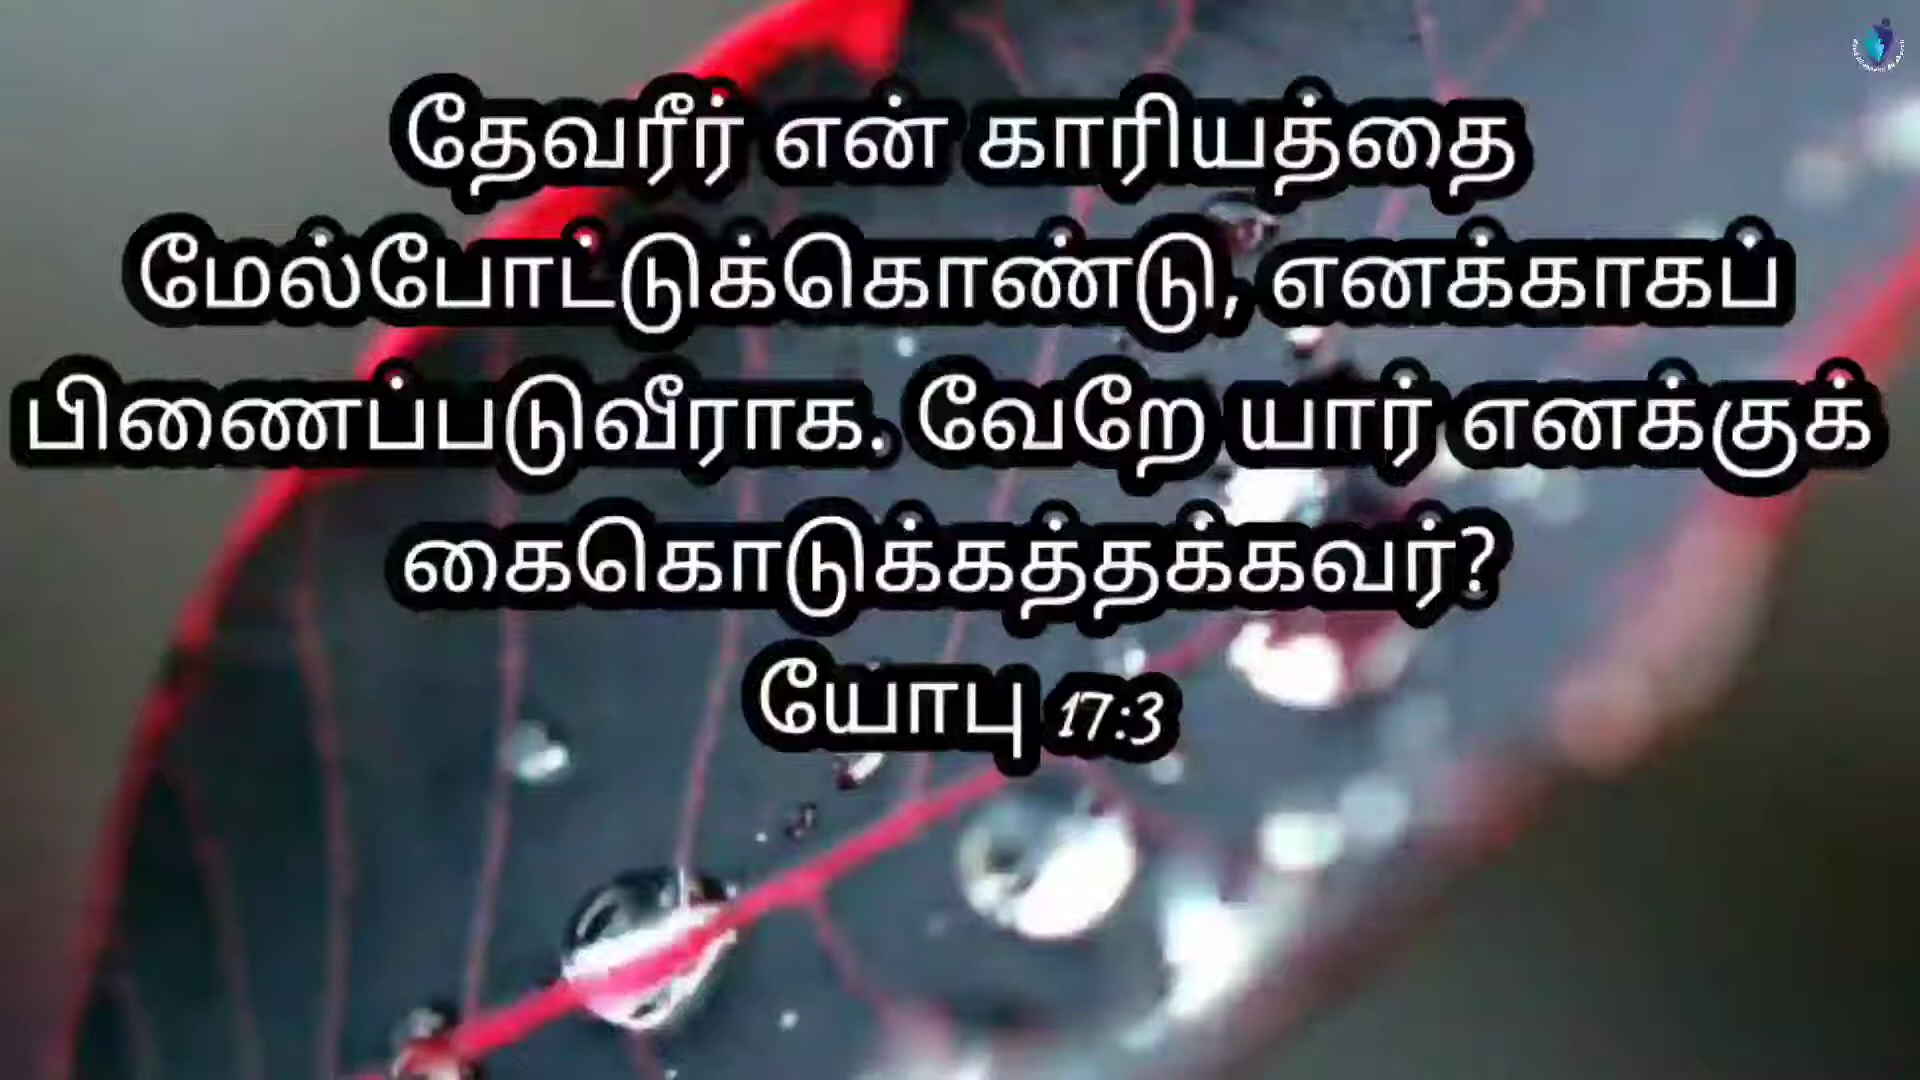 தேவரீர் என் காரியத்தை
மேல்போட்டுக்கொண்டு, எனக்காகப்
பிணைப்படுவீராக. வேறே யார் எனக்குக்
கைகொடுக்கத்தக்கவர்?
யோபு 17:3